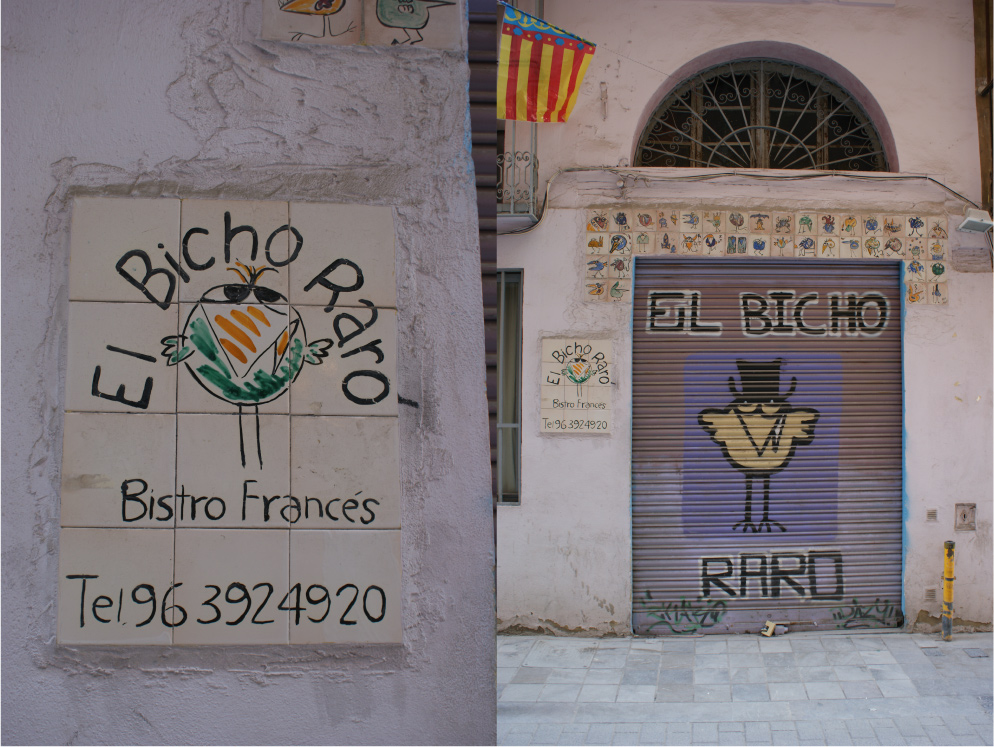 El Bicho Raro
Bistro Francés
Tel.96 3924920
EL BICHO
RARO
El Bicho Raro
Bistro Francés
Tel.96 3924920